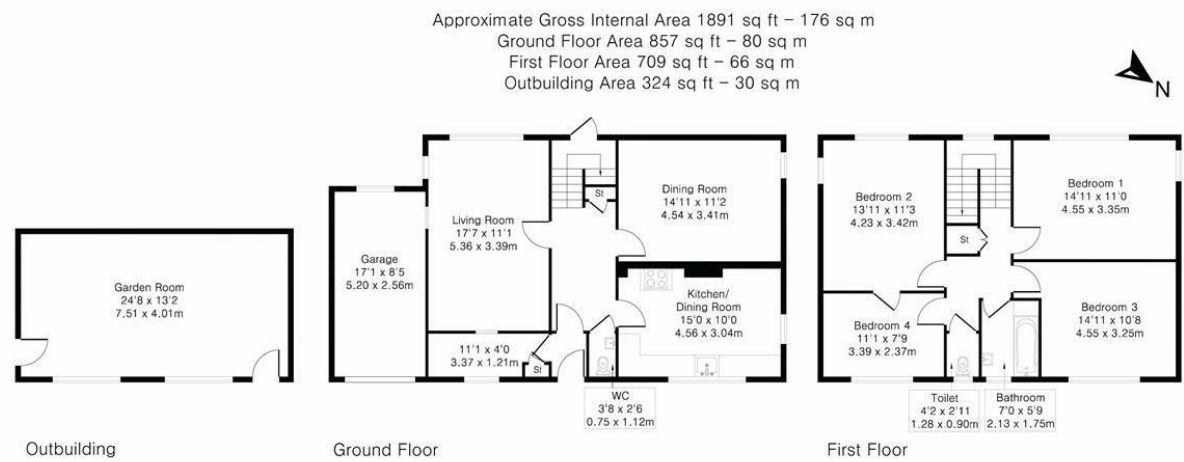 Approximate Gross Internal Area 1891 sq ft - 176 sq m
Ground Floor Area 857 sq ft - 80 sq m
First Floor Area 709 sq ft - 66 sq m
Outbuilding Area 324 sq ft - 30 sq m
N
Garden Room
24'8 x 13'2
7.51 x 4.01m
Outbuilding
Garage
17'1 x 8'5
5.20 x 2.56m
Living Room
17'7 x 11'1
5.36 x 3.39m
St
Dining Room
14'11 x 11'2
4.54 x 3.41m
Kitchen/
Dining Room
15'0 x 10'0
4.56 x 3.04m
11'1 x 4'0
3.37 x 1.21m
St
WC
3'8 x 2'6
0.75 x 1.12m
Ground Floor
Bedroom 2
13'11 x 11'3
4.23 x 3.42m
St
Bedroom 1
14'11 x 11'0
4.55 x 3.35m
Bedroom 4
11'1 x 7'9
3.39 x 2.37m
Bedroom 3
14'11 x 10'8
4.55 x 3.25m
Toilet
4'2 x 2'11
1.28 x 0.90m
Bathroom
7'0 x 5'9
2.13 x 1.75m
First Floor